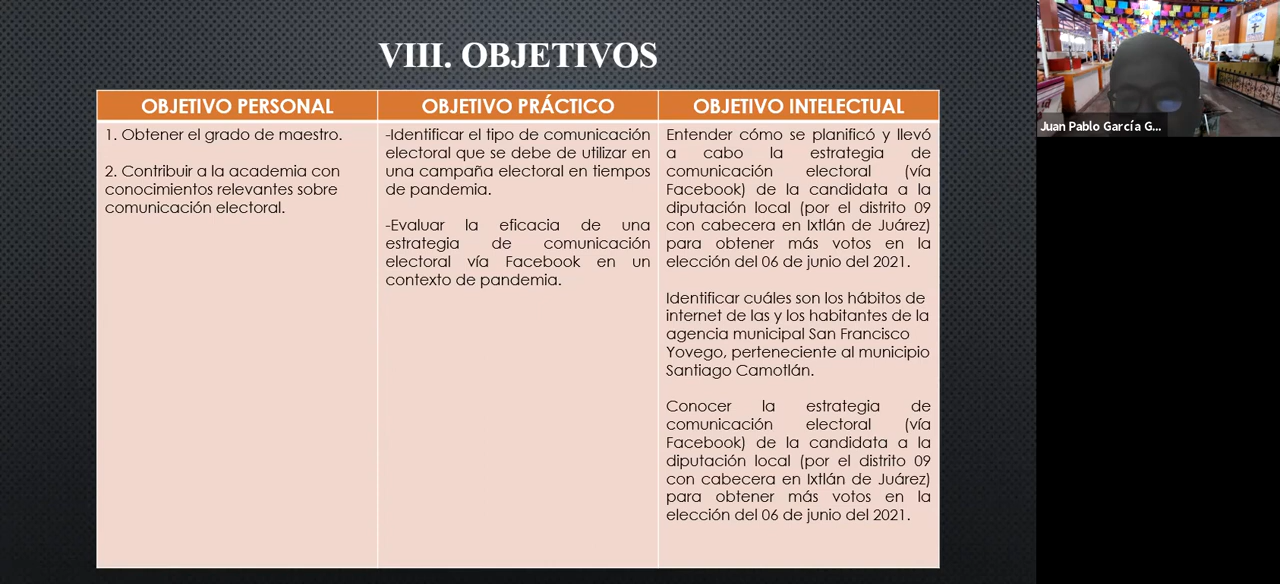 VIII. OBJETIVOS
OBJETIVO PERSONAL
1. Obtener el grado de maestro.
2. Contribuir a la academia con
conocimientos relevantes sobre
comunicación electoral.
OBJETIVO PRÁCTICO
-Identificar el tipo de comunicación
electoral que se debe de utilizar en
una campaña electoral en tiempos
de pandemia.
-Evaluar la eficacia de una
estrategia de comunicación
electoral vía Facebook en un
contexto de pandemia.
OBJETIVO INTELECTUAL
Entender cómo se planificó y llevó
a cabo la estrategia de
comunicación electoral (vía
Facebook) de la candidata a la
diputación local (por el distrito 09
con cabecera en Ixtlán de Juárez)
para obtener más votos en la
elección del 06 de junio del 2021.
Identificar cuáles son los hábitos de
internet de las y los habitantes de la
agencia municipal San Francisco
Yovego, perteneciente al municipio
Santiago Camotlán.
Conocer la estrategia de
comunicación electoral (vía
Facebook) de la candidata a la
diputación local (por el distrito 09
con cabecera en Ixtlán de Juárez)
para obtener más votos en la
elección del 06 de junio del 2021.
Juan Pablo García G...